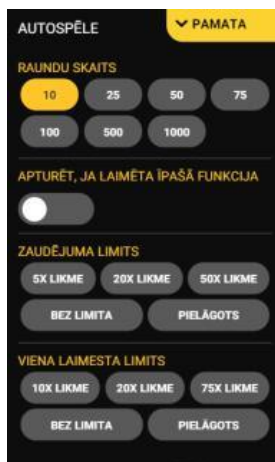 AUTOSPĒLE
PAMATA
RAUNDU SKAITS
10 25 50 75
100 500 1000
APTURĒT, JA LAIMĒTA ĪPAŠĀ FUNKCIJA
ZAUDĒJUMA LIMITS
5X LIKME 20X LIKME 50X LIKME
BEZ LIMITA PIELĀGOTS
VIENA LAIMESTA LIMITS
10X LIKME 20X LIKME 75X LIKME
BEZ LIMITA PIELĀGOTS